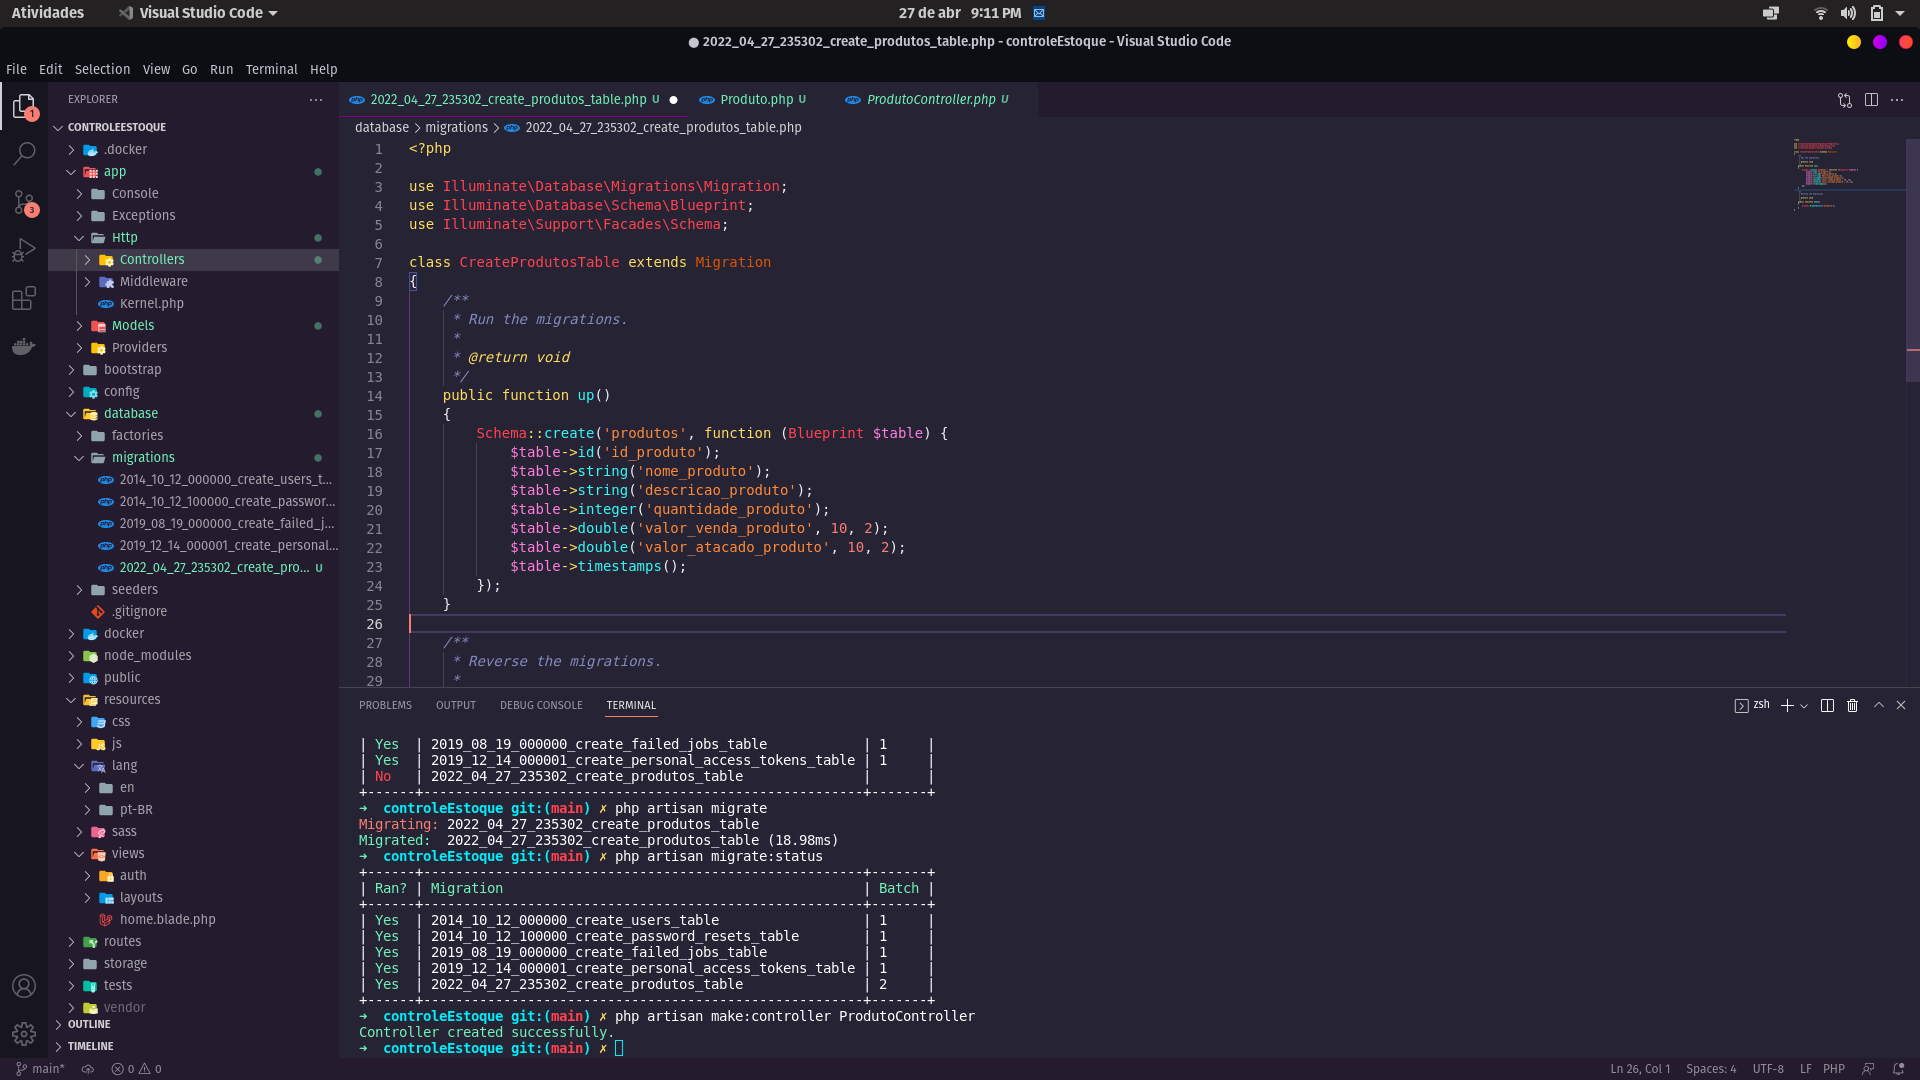 Atividades
Visual Studio Code
27 de abr 9:11 PM
2022_04_27_235302_create_produtos_table.php - controleEstoque - Visual Studio Code
File Edit Selection View Go Run Terminal Help
EXPLORER
CONTROLEESTOQUE
.docker
app
Console
Exceptions
Http
Controllers
Middleware
Kernel.php
Models
Providers
bootstrap
config
database
factories
migrations
2014_10_12_000000_create_users_t...
2014_10_12_100000_create_passwor...
2019_08_19_000000_create_failed_j...
2019_12_14_000001_create_personal...
2022_04_27_235302_create_pro... U
seeders
.gitignore
docker
node_modules
public
resources
css
js
lang
en
pt-BR
sass
views
auth
layouts
home.blade.php
routes
storage
tests
vendor
OUTLINE
TIMELINE
1
3
2022_04_27_235302_create_produtos_table.php U
Produto.php U
ProdutoController.php U
database > migrations > 2022_04_27_235302_create_produtos_table.php
1 <?php
2
3 use Illuminate\Database\Migrations\Migration;
4 use Illuminate\Database\Schema\Blueprint;
5 use Illuminate\Support\Facades\Schema;
6
7 class CreateProdutosTable extends Migration
8 {
9 /**
10 * Run the migrations.
11 *
12 * @return void
13 */
14 public function up()
15 {
16 Schema::create('produtos', function (Blueprint $table) {
17 $table->id('id_produto');
18 $table->string('nome_produto');
19 $table->string('descricao_produto');
20 $table->integer('quantidade_produto');
21 $table->double('valor_venda_produto', 10, 2);
22 $table->double('valor_atacado_produto', 10, 2);
23 $table->timestamps();
24 });
25 }
26
27 /**
28 * Reverse the migrations.
29 *
PROBLEMS OUTPUT DEBUG CONSOLE TERMINAL
zsh
| Yes | 2019_08_19_000000_create_failed_jobs_table | 1 |
| Yes | 2019_12_14_000001_create_personal_access_tokens_table | 1 |
| No | 2022_04_27_235302_create_produtos_table | |
+------+-------------------------------------------------------+-------+
➜ controleEstoque git:(main) ✗ php artisan migrate
Migrating: 2022_04_27_235302_create_produtos_table
Migrated: 2022_04_27_235302_create_produtos_table (18.98ms)
➜ controleEstoque git:(main) ✗ php artisan migrate:status
+------+-------------------------------------------------------+-------+
| Ran? | Migration | Batch |
+------+-------------------------------------------------------+-------+
| Yes | 2014_10_12_000000_create_users_table | 1 |
| Yes | 2014_10_12_100000_create_password_resets_table | 1 |
| Yes | 2019_08_19_000000_create_failed_jobs_table | 1 |
| Yes | 2019_12_14_000001_create_personal_access_tokens_table | 1 |
| Yes | 2022_04_27_235302_create_produtos_table | 2 |
+------+-------------------------------------------------------+-------+
➜ controleEstoque git:(main) ✗ php artisan make:controller ProdutoController
Controller created successfully.
➜ controleEstoque git:(main) ✗
main* 0 0
Ln 26, Col 1 Spaces: 4 UTF-8 LF PHP